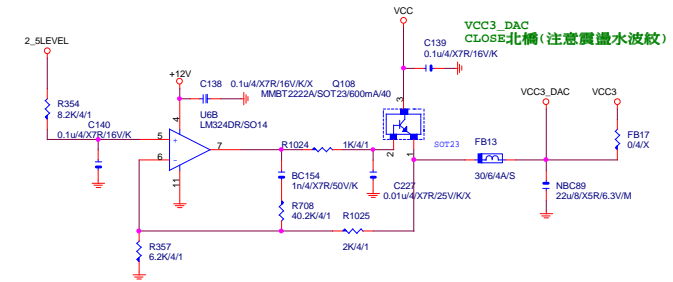 VCC
VCC3_DAC
CLOSE北橋(注意震盪水波紋)
2_5LEVEL
C139
0.1u/4/X7R/16V/K
+12V
C138
0.1u/4/X7R/16V/K/X
Q108
MMBT2222A/SOT23/600mA/40
VCC3_DAC
VCC3
R354
8.2K/4/1
U6B
LM324DR/SO14
C140
0.1u/4/X7R/16V/K
3
4
5
+
6
-
7
11
R1024
1K/4/1
2
1
SOT23
FB13
30/6/4A/S
FB17
0/4/X
BC154
1n/4/X7R/50V/K
C227
0.01u/4/X7R/25V/K/X
NBC89
22u/8/X5R/6.3V/M
R708
40.2K/4/1
R1025
2K/4/1
R357
6.2K/4/1